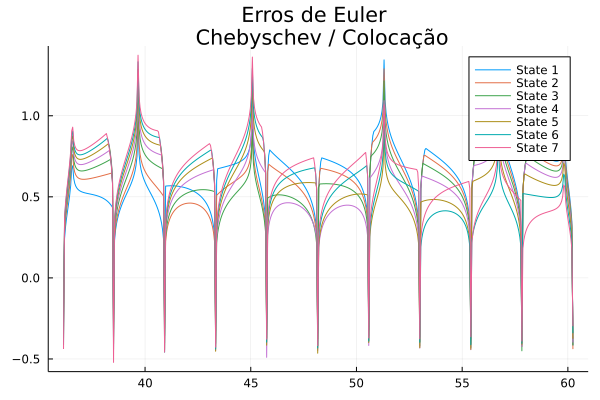 Erros de Euler
Chebyschev / Colocação
State 1
State 2
State 3
State 4
State 5
State 6
State 7
1.0
0.5
0.0
−0.5
40 45 50 55 60